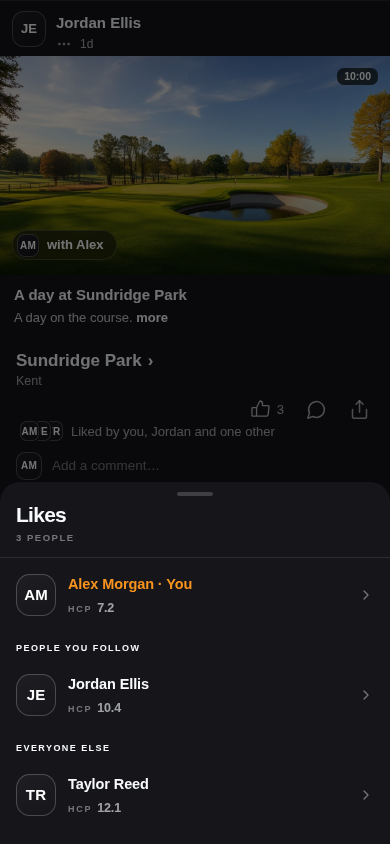 JE
Jordan Ellis
••• 1d
10:00
AM with Alex
A day at Sundridge Park
A day on the course. more
Sundridge Park ›
Kent
3
AM E R Liked by you, Jordan and one other
AM Add a comment…
Likes
3 PEOPLE
AM
Alex Morgan · You
HCP 7.2
PEOPLE YOU FOLLOW
JE
Jordan Ellis
HCP 10.4
EVERYONE ELSE
TR
Taylor Reed
HCP 12.1